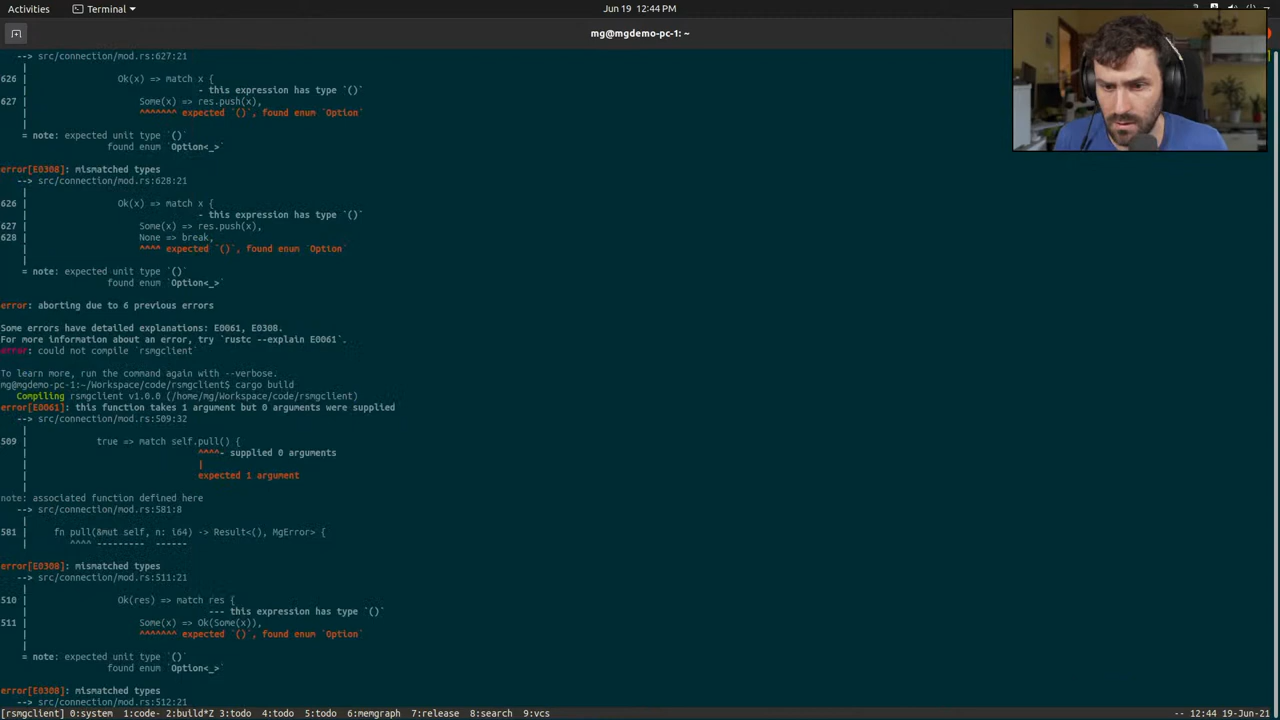 Activities Terminal Jun 19 12:44 PM
mg@mgdemo-pc-1: ~
--> src/connection/mod.rs:627:21
|
626 | Ok(x) => match x {
| - this expression has type `()`
627 | Some(x) => res.push(x),
| ^^^^^^^ expected `()`, found enum `Option`
|
= note: expected unit type `()`
found enum `Option<_>`
error[E0308]: mismatched types
--> src/connection/mod.rs:628:21
|
626 | Ok(x) => match x {
| - this expression has type `()`
627 | Some(x) => res.push(x),
628 | None => break,
| ^^^^ expected `()`, found enum `Option`
|
= note: expected unit type `()`
found enum `Option<_>`
error: aborting due to 6 previous errors
Some errors have detailed explanations: E0061, E0308.
For more information about an error, try `rustc --explain E0061`.
error: could not compile `rsmgclient`
To learn more, run the command again with --verbose.
mg@mgdemo-pc-1:~/Workspace/code/rsmgclient$ cargo build
Compiling rsmgclient v1.0.0 (/home/mg/Workspace/code/rsmgclient)
error[E0061]: this function takes 1 argument but 0 arguments were supplied
--> src/connection/mod.rs:509:32
|
509 | true => match self.pull() {
| ^^^^- supplied 0 arguments
| |
| expected 1 argument
|
note: associated function defined here
--> src/connection/mod.rs:581:8
|
581 | fn pull(&mut self, n: i64) -> Result<(), MgError> {
| ^^^^ --------- ------
error[E0308]: mismatched types
--> src/connection/mod.rs:511:21
|
510 | Ok(res) => match res {
| --- this expression has type `()`
511 | Some(x) => Ok(Some(x)),
| ^^^^^^^ expected `()`, found enum `Option`
|
= note: expected unit type `()`
found enum `Option<_>`
error[E0308]: mismatched types
--> src/connection/mod.rs:512:21
[rsmgclient] 0:system 1:code- 2:build*Z 3:todo 4:todo 5:todo 6:memgraph 7:release 8:search 9:vcs -- 12:44 19-Jun-21